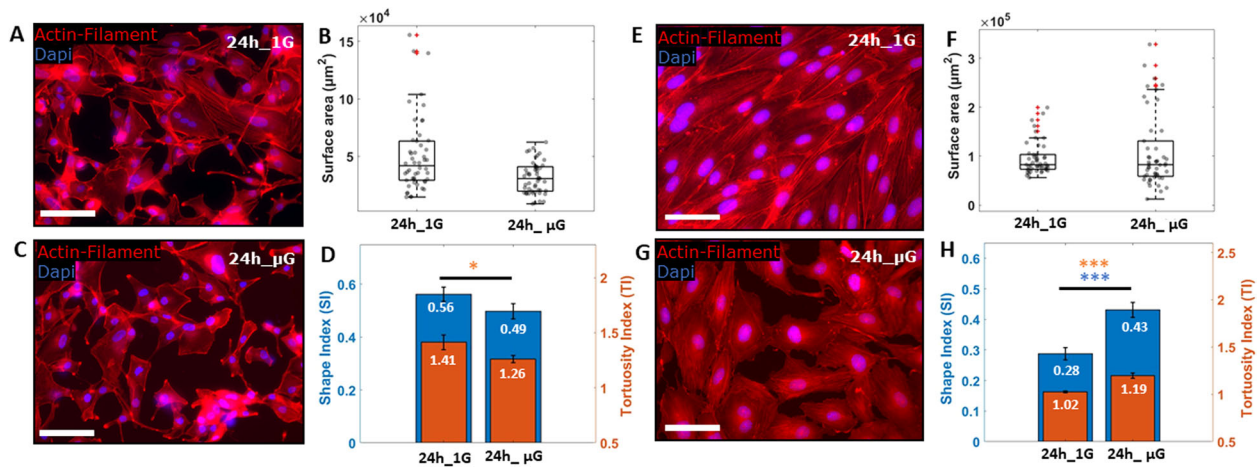 A
Actin-Filament
Dapi
24h_1G
B
×10⁴
15
10
5
Surface area (µm²)
24h_1G
24h_ µG
C
Actin-Filament
Dapi
24h_µG
D
*
0.6
0.4
0.2
0
Shape Index (SI)
0.56
0.49
1.41
1.26
2
1.5
1
0.5
Tortuosity Index (TI)
24h_1G
24h_ µG
E
Actin-Filament
Dapi
24h_1G
F
×10⁵
3
2
1
0
Surface area (µm²)
24h_1G
24h_ µG
G
Actin-Filament
Dapi
24h_µG
H
***
***
0.6
0.5
0.4
0.3
0.2
0.1
0
Shape Index (SI)
0.28
0.43
1.02
1.19
2.5
2
1.5
1
0.5
Tortuosity Index (TI)
24h_1G
24h_ µG